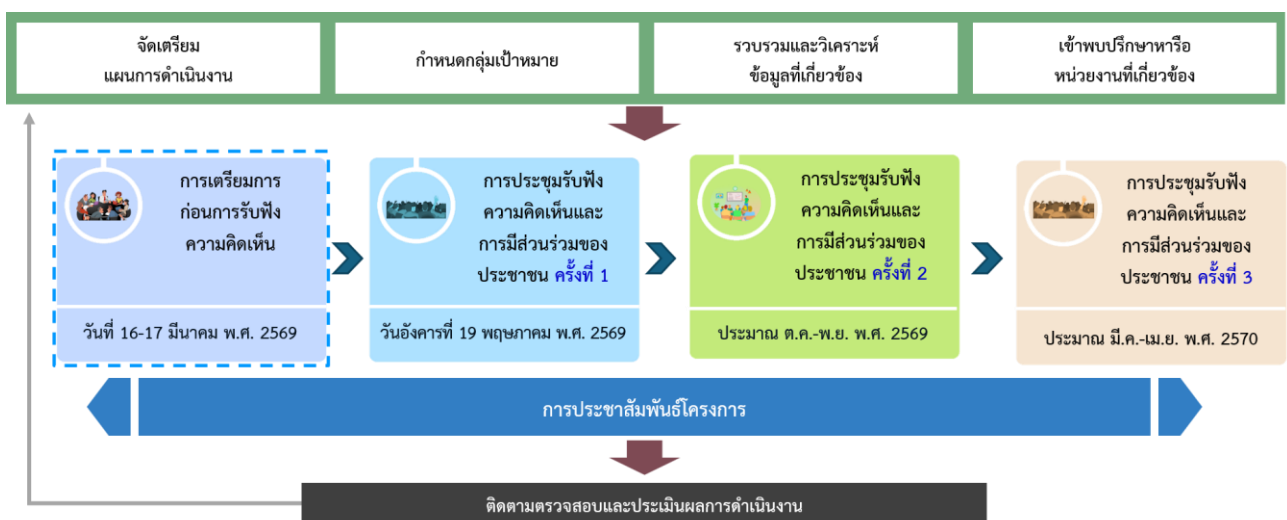 จัดเตรียม
แผนการดำเนินงาน
กำหนดกลุ่มเป้าหมาย
รวบรวมและวิเคราะห์
ข้อมูลที่เกี่ยวข้อง
เข้าพบปรึกษาหารือ
หน่วยงานที่เกี่ยวข้อง
การเตรียมการ
ก่อนการรับฟัง
ความคิดเห็น
วันที่ 16-17 มีนาคม พ.ศ. 2569
การประชุมรับฟัง
ความคิดเห็นและ
การมีส่วนร่วมของ
ประชาชน ครั้งที่ 1
วันอังคารที่ 19 พฤษภาคม พ.ศ. 2569
การประชุมรับฟัง
ความคิดเห็นและ
การมีส่วนร่วมของ
ประชาชน ครั้งที่ 2
ประมาณ ต.ค.-พ.ย. พ.ศ. 2569
การประชุมรับฟัง
ความคิดเห็นและ
การมีส่วนร่วมของ
ประชาชน ครั้งที่ 3
ประมาณ มี.ค.-เม.ย. พ.ศ. 2570
การประชาสัมพันธ์โครงการ
ติดตามตรวจสอบและประเมินผลการดำเนินงาน